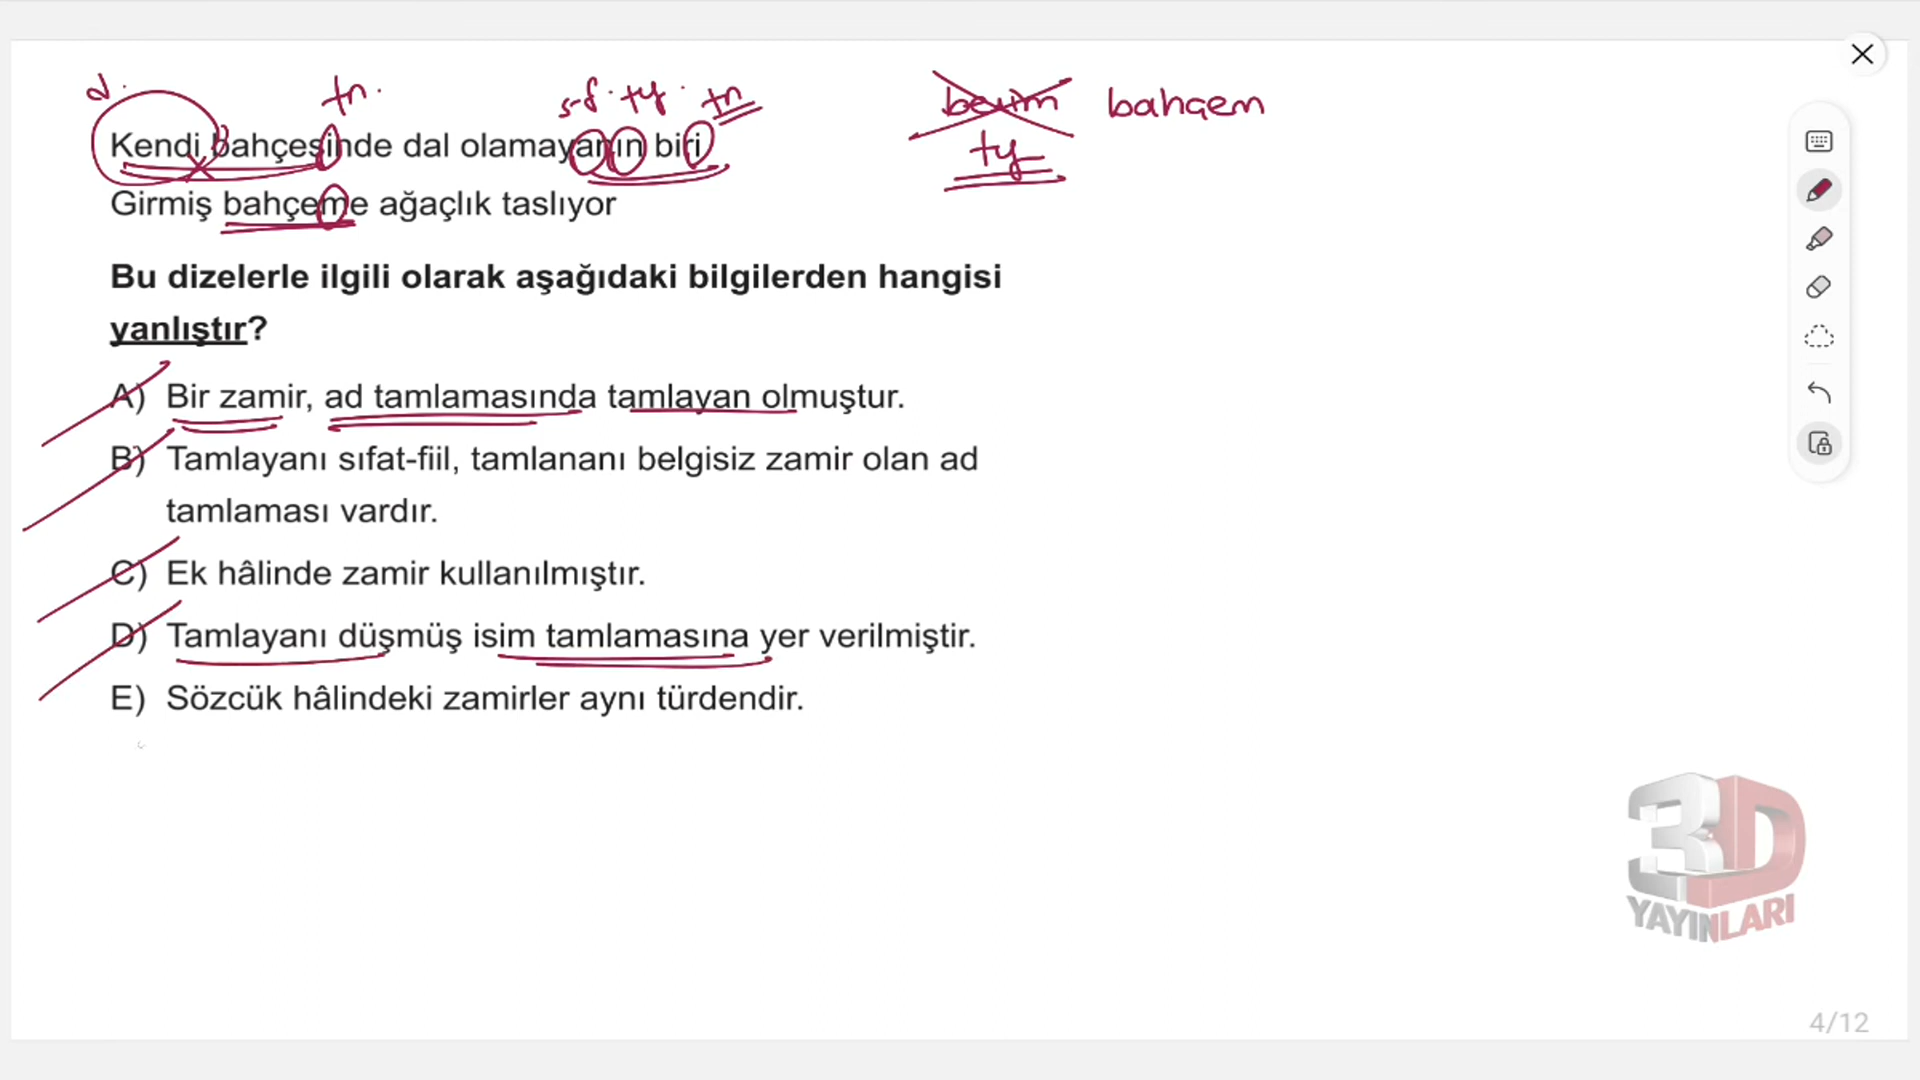 tn.
s-f. ty. tn
benim bahçem
Kendi bahçesinde dal olamayanın biri
ty
Girmiş bahçeme ağaçlık taslıyor
Bu dizelerle ilgili olarak aşağıdaki bilgilerden hangisi
yanlıştır?
A) Bir zamir, ad tamlamasında tamlayan olmuştur.
B) Tamlayanı sıfat-fiil, tamlananı belgisiz zamir olan ad
tamlaması vardır.
C) Ek hâlinde zamir kullanılmıştır.
D) Tamlayanı düşmüş isim tamlamasına yer verilmiştir.
E) Sözcük hâlindeki zamirler aynı türdendir.
3D
YAYINLARI
4/12